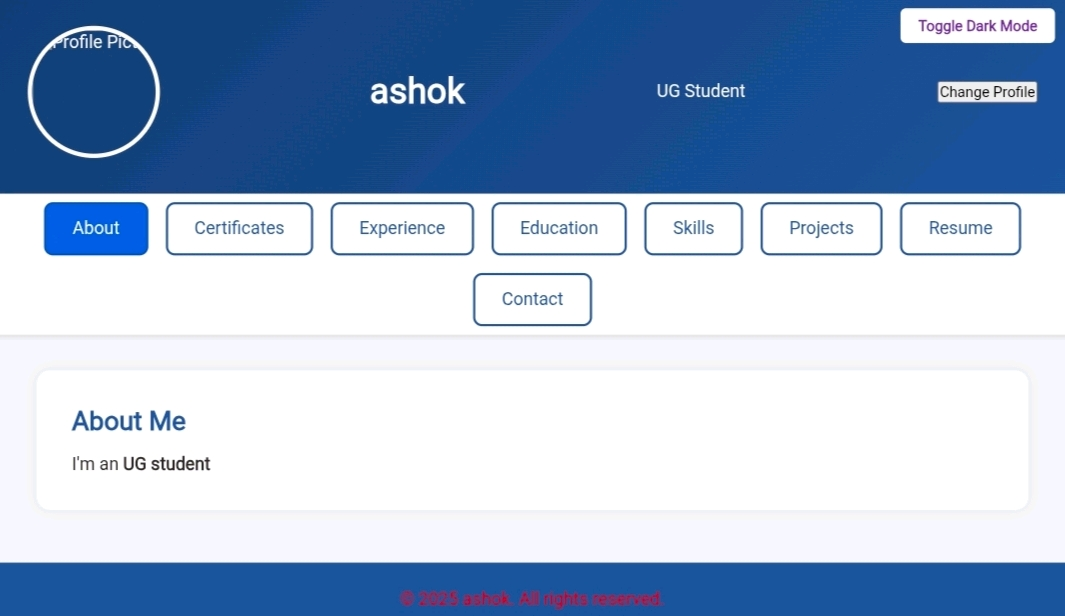 Toggle Dark Mode
Profile Pict
ashok
UG Student
Change Profile
About
Certificates
Experience
Education
Skills
Projects
Resume
Contact
About Me
I'm an UG student
© 2025 ashok. All rights reserved.